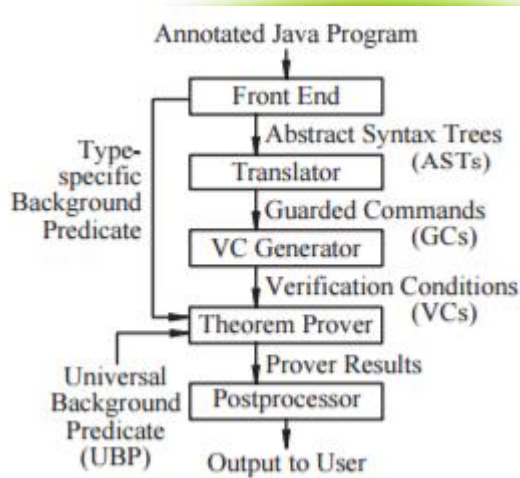 Annotated Java Program
Front End
Abstract Syntax Trees
(ASTs)
Type-
specific
Background
Predicate
Translator
Guarded Commands
(GCs)
VC Generator
Verification Conditions
(VCs)
Theorem Prover
Universal
Background
Predicate
(UBP)
Prover Results
Postprocessor
Output to User